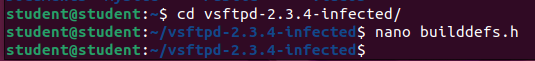 student@student:~$ cd vsftpd-2.3.4-infected/
student@student:~/vsftpd-2.3.4-infected$ nano builddefs.h
student@student:~/vsftpd-2.3.4-infected$